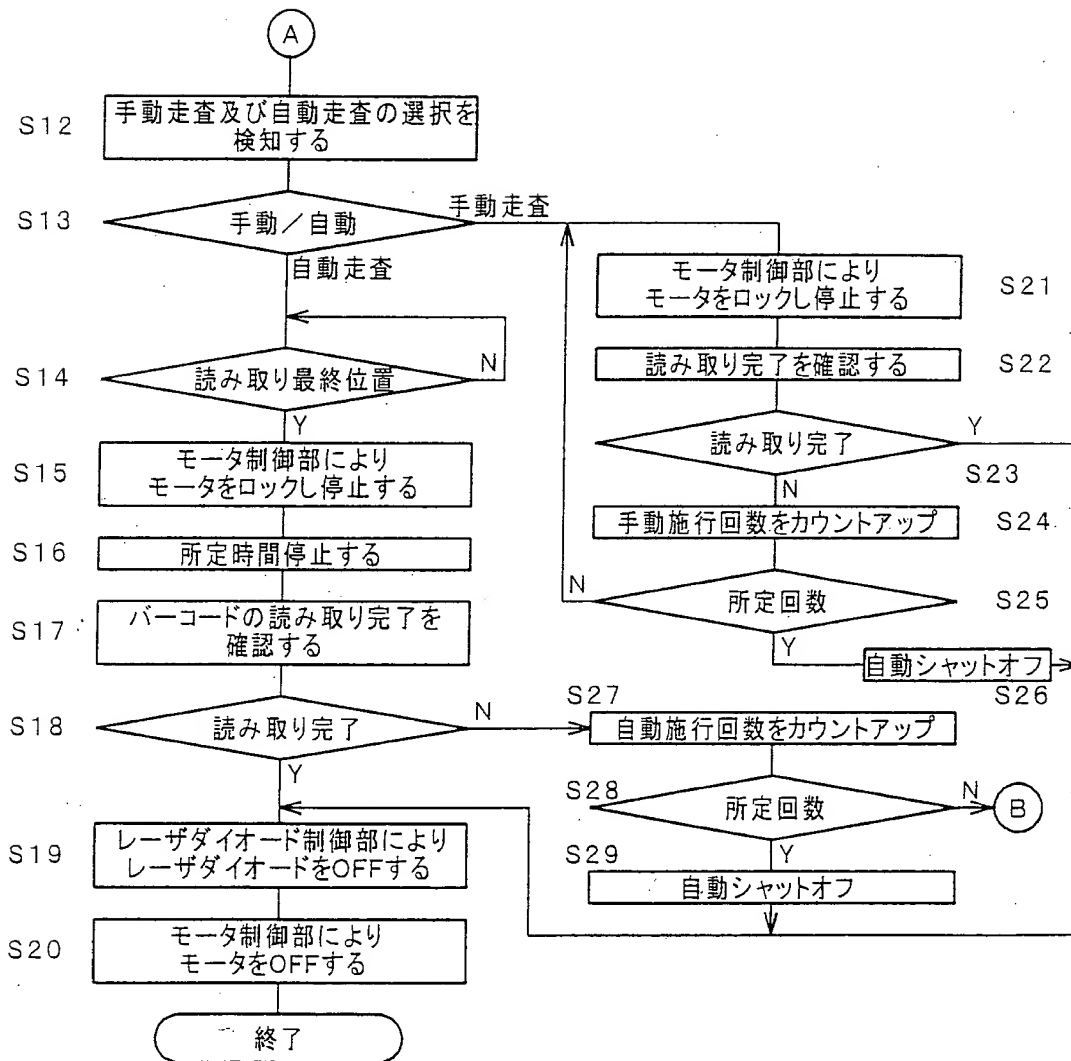 A
S12
手動走査及び自動走査の選択を
検知する
S13
手動／自動
手動走査
自動走査
S14
読み取り最終位置
N
Y
S15
モータ制御部により
モータをロックし停止する
S16
所定時間停止する
S17
バーコードの読み取り完了を
確認する
S18
読み取り完了
N
Y
S19
レーザダイオード制御部により
レーザダイオードをOFFする
S20
モータ制御部により
モータをOFFする
終了
モータ制御部により
モータをロックし停止する
S21
読み取り完了を確認する
S22
読み取り完了
Y
S23
N
手動施行回数をカウントアップ
S24
N
所定回数
S25
Y
自動シャットオフ
S26
S27
自動施行回数をカウントアップ
S28
所定回数
N
B
Y
S29
自動シャットオフ